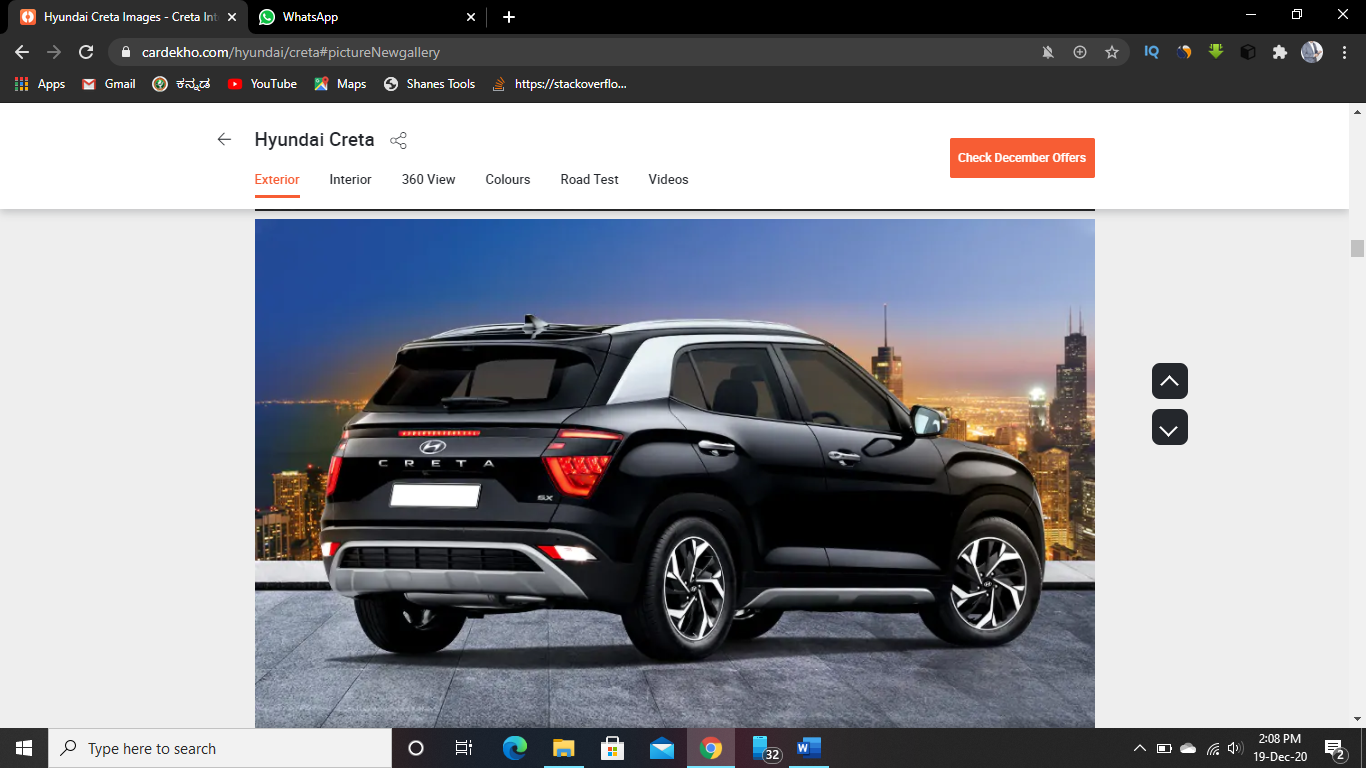 Hyundai Creta Images - Creta Int
WhatsApp
cardekho.com/hyundai/creta#pictureNewgallery
IQ
Apps
Gmail
ಕನ್ನಡ
YouTube
Maps
Shanes Tools
https://stackoverflo...
Hyundai Creta
Check December Offers
Exterior
Interior
360 View
Colours
Road Test
Videos
CRETA
SX
Type here to search
32
W
2:08 PM
19-Dec-20
2